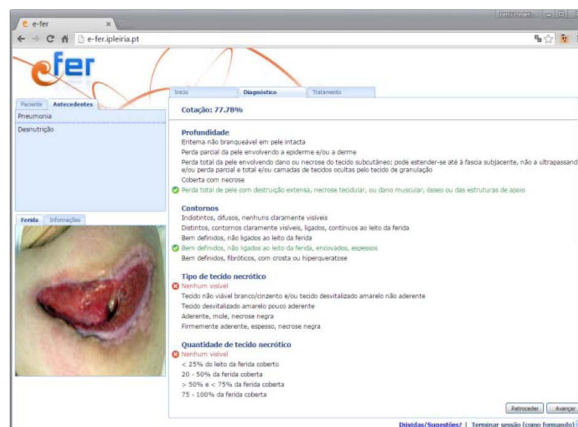 e-fer
e-fer.ipleiria.pt
efer
Início Diagnóstico Tratamento
Paciente Antecedentes
Pneumonia
Desnutrição
Cotação: 77.78%
Profundidade
Eritema não branqueável em pele intacta
Perda parcial da pele envolvendo a epiderme e/ou a derme
Perda total da pele envolvendo dano ou necrose do tecido subcutâneo; pode estender-se até à fascia subjacente, não a ultrapassando
e/ou perda parcial e total e/ou camadas de tecidos ocultas pelo tecido de granulação
Coberta com necrose
Perda total de pele com destruição extensa, necrose tecidular, ou dano muscular, ósseo ou das estruturas de apoio
Ferida Informações
Contornos
Indistintos, difusos, nenhuns claramente visíveis
Distintos, contornos claramente visíveis, ligados, contínuos ao leito da ferida
Bem definidos, não ligados ao leito da ferida
Bem definidos, não ligados ao leito da ferida, encovados, espessos
Bem definidos, fibróticos, com crosta ou hiperqueratose
Tipo de tecido necrótico
Nenhum visível
Tecido não viável branco/cinzento e/ou tecido desvitalizado amarelo não aderente
Tecido desvitalizado amarelo pouco aderente
Aderente, mole, necrose negra
Firmemente aderente, espesso, necrose negra
Quantidade de tecido necrótico
Nenhum visível
< 25% do leito da ferida coberto
20 - 50% da ferida coberta
> 50% e < 75% da ferida coberta
75 - 100% da ferida coberta
Retroceder Avançar
Dúvidas/Sugestões? | Terminar sessão (como formando)